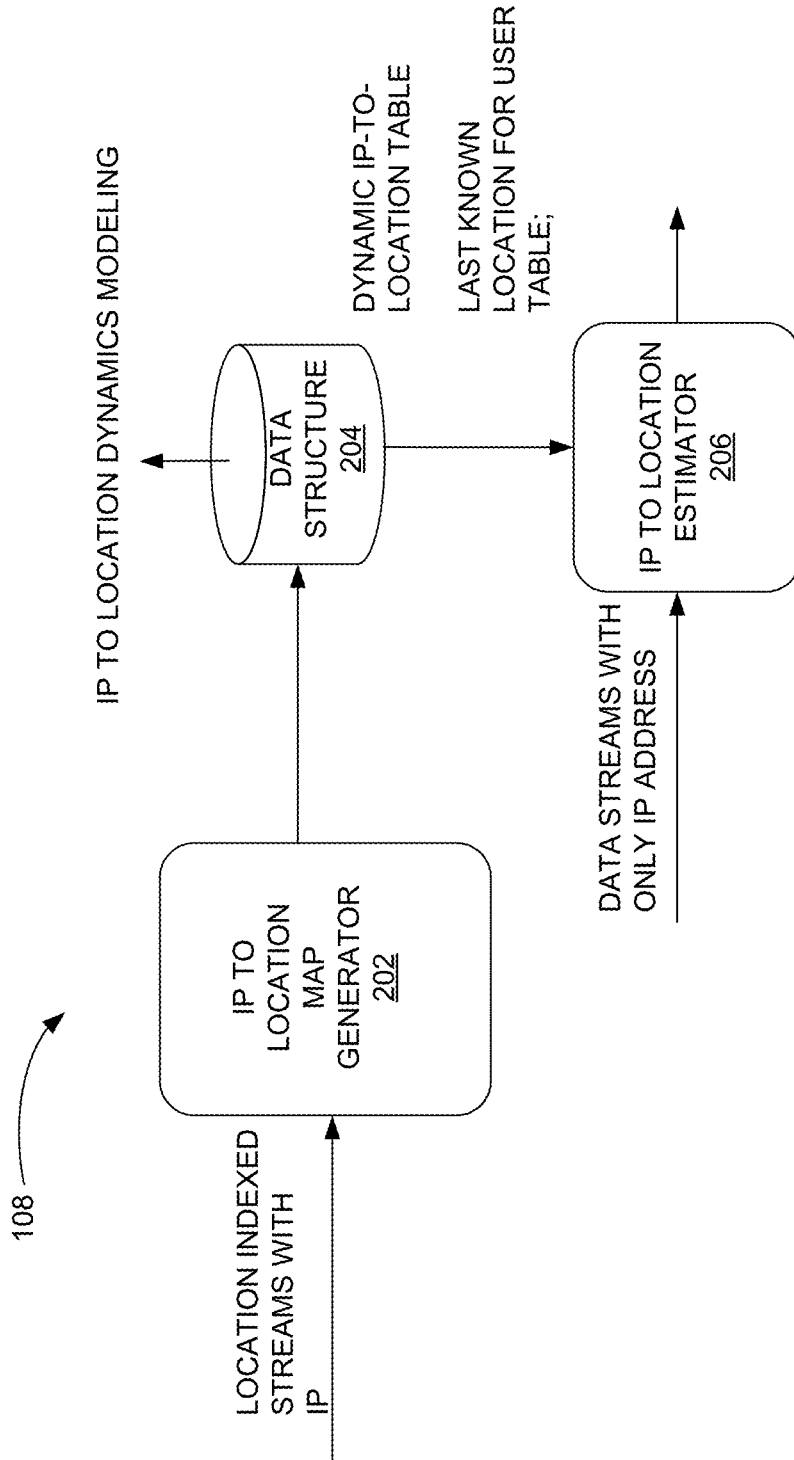 108
LOCATION INDEXED
STREAMS WITH
IP
IP TO
LOCATION
MAP
GENERATOR
202
IP TO LOCATION DYNAMICS MODELING
DATA
STRUCTURE
204
DYNAMIC IP-TO-
LOCATION TABLE
LAST KNOWN
LOCATION FOR USER
TABLE;
DATA STREAMS WITH
ONLY IP ADDRESS
IP TO LOCATION
ESTIMATOR
206